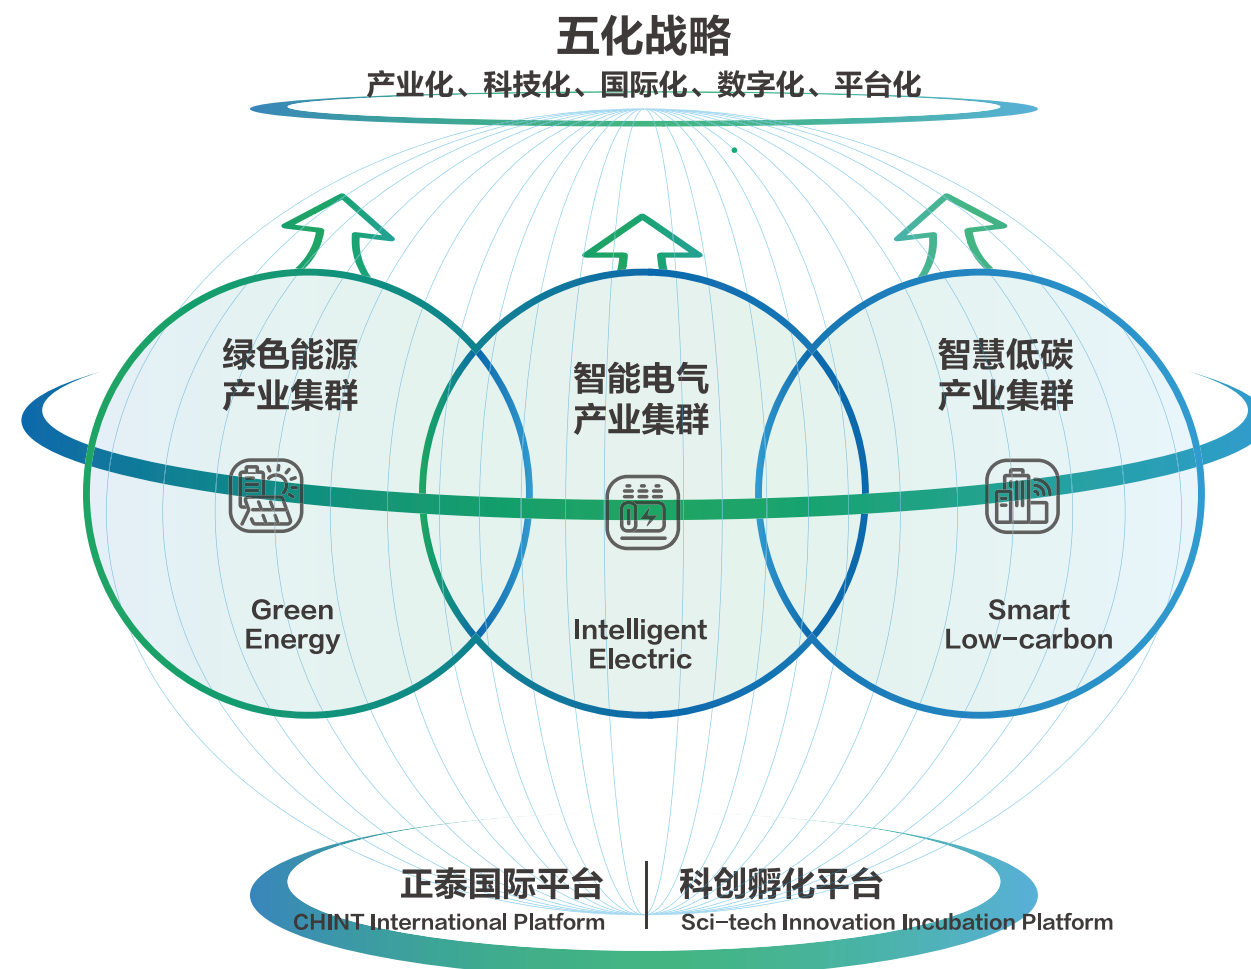 五化战略
产业化、科技化、国际化、数字化、平台化
绿色能源
产业集群
Green
Energy
智能电气
产业集群
Intelligent
Electric
智慧低碳
产业集群
Smart
Low-carbon
正泰国际平台
CHINT International Platform
科创孵化平台
Sci-tech Innovation Incubation Platform